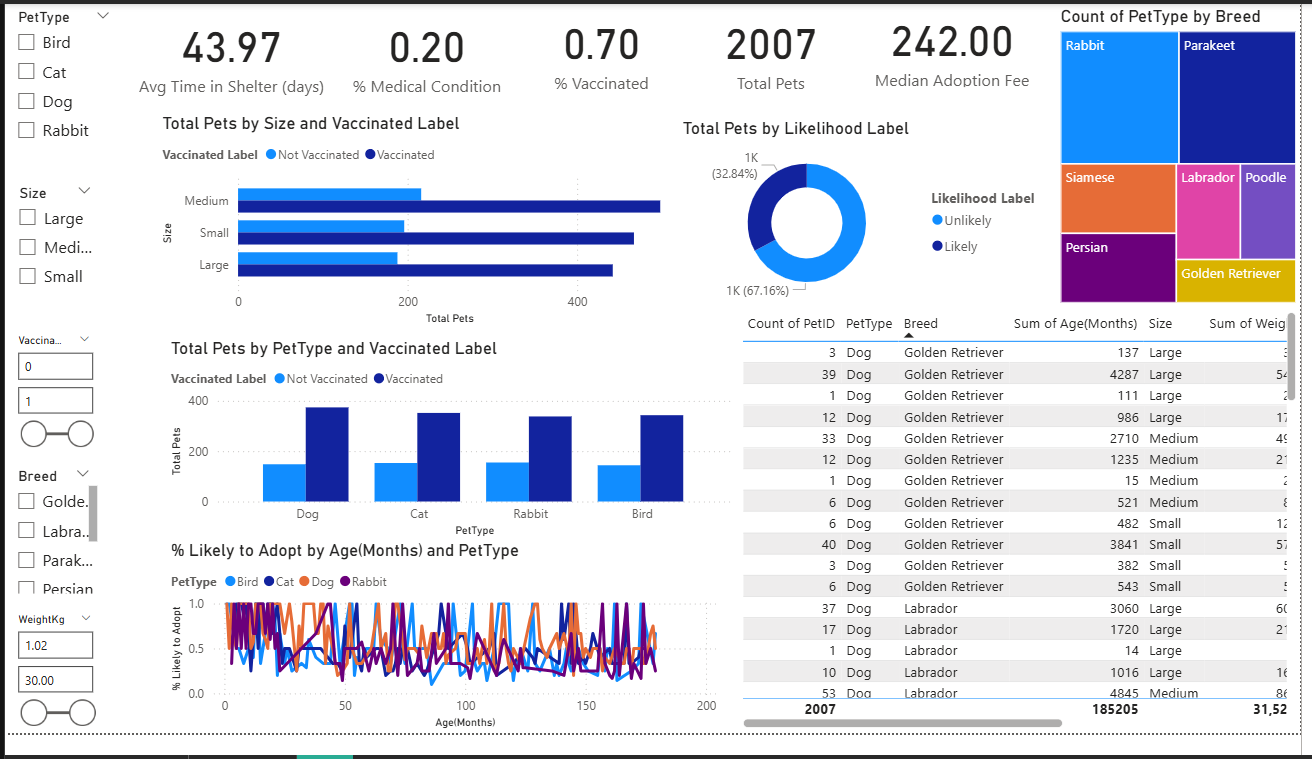 PetType
Bird
Cat
Dog
Rabbit
Size
Large
Medi...
Small
Vaccina...
0
1
Breed
Golde...
Labra...
Parak...
Persian
WeightKg
1.02
30.00
43.97
Avg Time in Shelter (days)
0.20
% Medical Condition
0.70
% Vaccinated
2007
Total Pets
242.00
Median Adoption Fee
Total Pets by Size and Vaccinated Label
Vaccinated Label Not Vaccinated Vaccinated
Size
Medium
Small
Large
0 200 400
Total Pets
Total Pets by Likelihood Label
1K
(32.84%)
1K (67.16%)
Likelihood Label
Unlikely
Likely
Count of PetType by Breed
Rabbit Parakeet
Siamese Labrador Poodle
Persian
Golden Retriever
Total Pets by PetType and Vaccinated Label
Vaccinated Label Not Vaccinated Vaccinated
Total Pets
400
200
0
Dog Cat Rabbit Bird
PetType
% Likely to Adopt by Age(Months) and PetType
PetType Bird Cat Dog Rabbit
% Likely to Adopt
1.0
0.5
0.0
0 50 100 150 200
Age(Months)
Count of PetID PetType Breed Sum of Age(Months) Size Sum of Weig
3 Dog Golden Retriever 137 Large
39 Dog Golden Retriever 4287 Large 54
1 Dog Golden Retriever 111 Large 2
12 Dog Golden Retriever 986 Large 17
33 Dog Golden Retriever 2710 Medium 49
12 Dog Golden Retriever 1235 Medium 21
1 Dog Golden Retriever 15 Medium 2
6 Dog Golden Retriever 521 Medium 8
6 Dog Golden Retriever 482 Small 12
40 Dog Golden Retriever 3841 Small 57
3 Dog Golden Retriever 382 Small 5
6 Dog Golden Retriever 543 Small 5
37 Dog Labrador 3060 Large 60
17 Dog Labrador 1720 Large 21
1 Dog Labrador 14 Large
10 Dog Labrador 1016 Large 16
53 Dog Labrador 4845 Medium 86
2007 185205 31,52